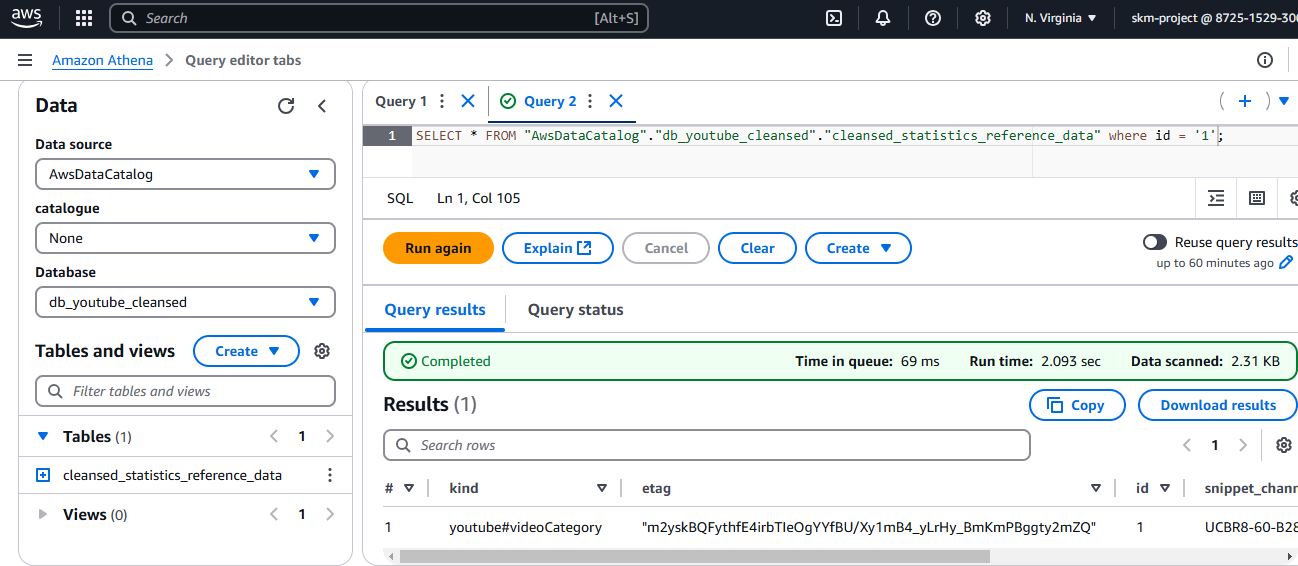 aws Search [Alt+S] N. Virginia skm-project @ 8725-1529-300
Amazon Athena > Query editor tabs
Data
Data source
AwsDataCatalog
catalogue
None
Database
db_youtube_cleansed
Tables and views Create
Filter tables and views
Tables (1) < 1 >
cleansed_statistics_reference_data
Views (0) < 1 >
Query 1 Query 2
1 SELECT * FROM "AwsDataCatalog"."db_youtube_cleansed"."cleansed_statistics_reference_data" where id = '1';
SQL Ln 1, Col 105
Run again Explain Cancel Clear Create Reuse query results
up to 60 minutes ago
Query results Query status
Completed Time in queue: 69 ms Run time: 2.093 sec Data scanned: 2.31 KB
Results (1) Copy Download results
Search rows < 1 >
# kind etag id snippet_chann
1 youtube#videoCategory "m2yskBQFythfE4irbTIeOgYYfBU/Xy1mB4_yLrHy_BmKmPBggty2mZQ" 1 UCBR8-60-B28